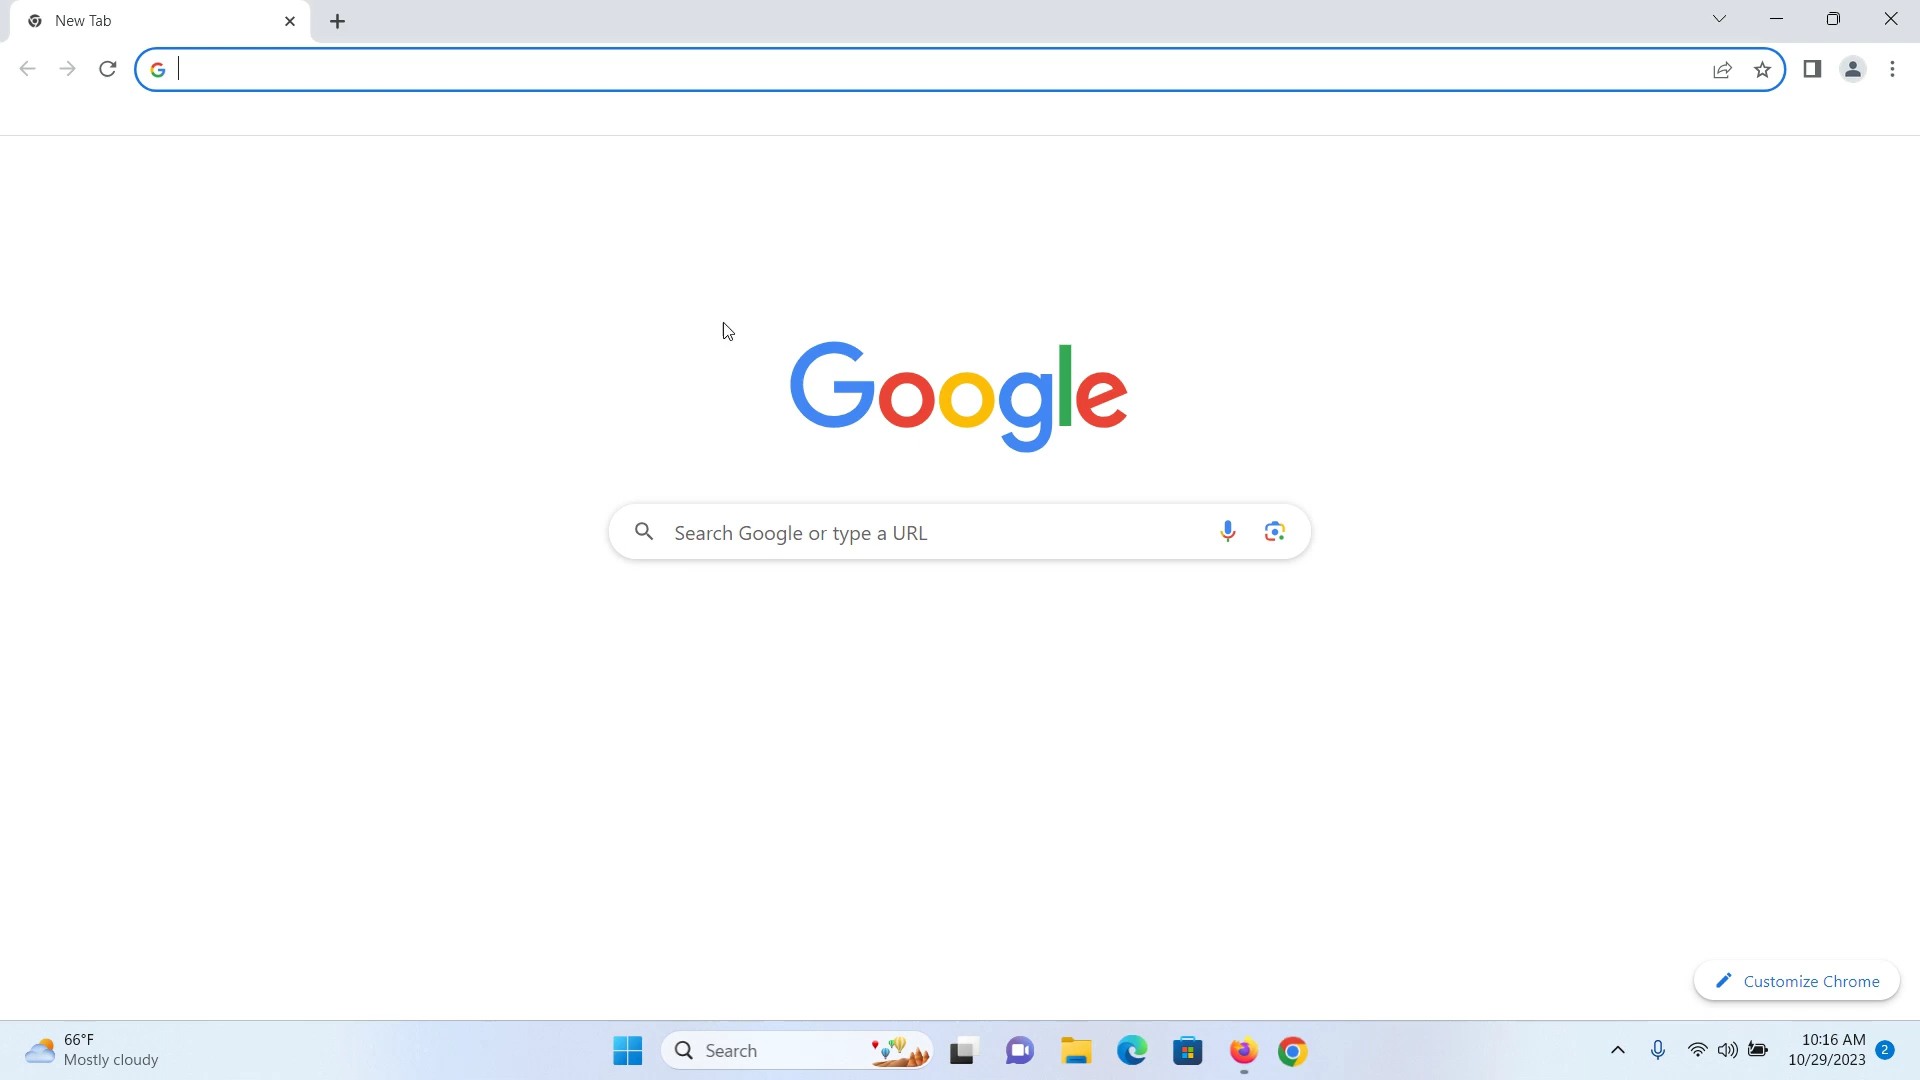 New Tab
Google
Search Google or type a URL
Customize Chrome
66°F
Mostly cloudy
Search
10:16 AM
10/29/2023
2